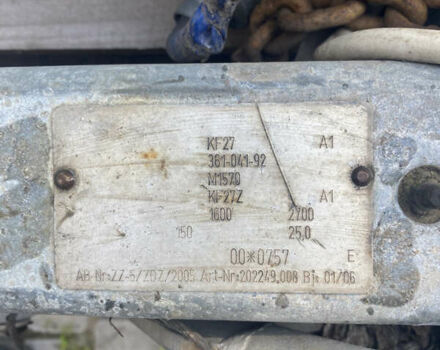 KF27 A1
361-041-92
M1570
KF27Z A1
1600 2700
150 25,0
00*0757 E
AB-Nr:ZZ-5/ZOZ/2005 Art-Nr:202249,008 Bj: 01/06